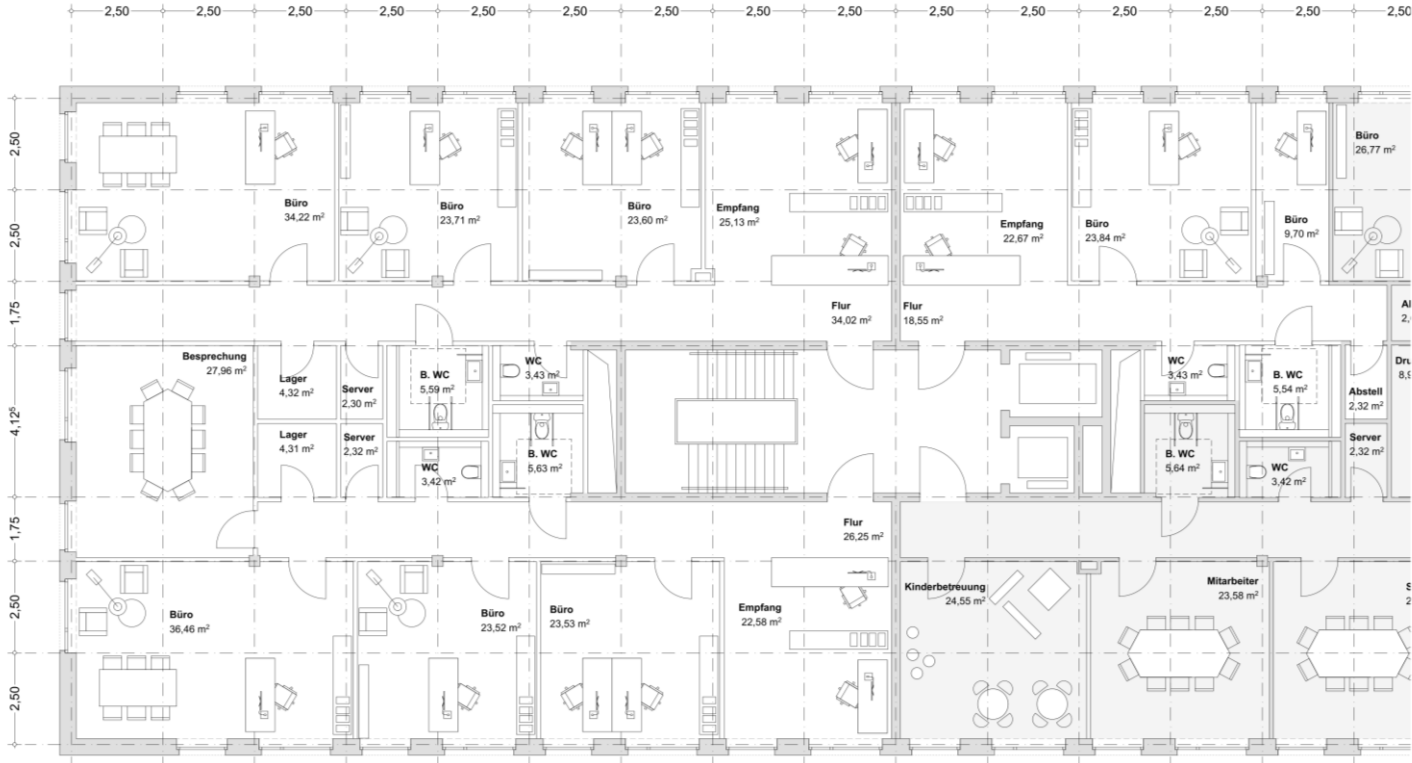 2,50 2,50 2,50 2,50 2,50 2,50 2,50 2,50 2,50 2,50 2,50 2,50 2,50 2,50 2,50
2,50
2,50
1,75
4,12⁵
1,75
2,50
2,50
Büro
34,22 m²
Büro
23,71 m²
Büro
23,60 m²
Empfang
25,13 m²
Empfang
22,67 m²
Büro
23,84 m²
Büro
9,70 m²
Büro
26,77 m²
Flur
34,02 m²
Flur
18,55 m²
Besprechung
27,96 m²
Lager
4,32 m²
Server
2,30 m²
B. WC
5,59 m²
WC
3,43 m²
WC
3,43 m²
B. WC
5,54 m²
Abstell
2,32 m²
Lager
4,31 m²
Server
2,32 m²
WC
3,42 m²
B. WC
5,63 m²
B. WC
5,64 m²
WC
3,42 m²
Server
2,32 m²
Flur
26,25 m²
Büro
36,46 m²
Büro
23,52 m²
Büro
23,53 m²
Empfang
22,58 m²
Kinderbetreuung
24,55 m²
Mitarbeiter
23,58 m²